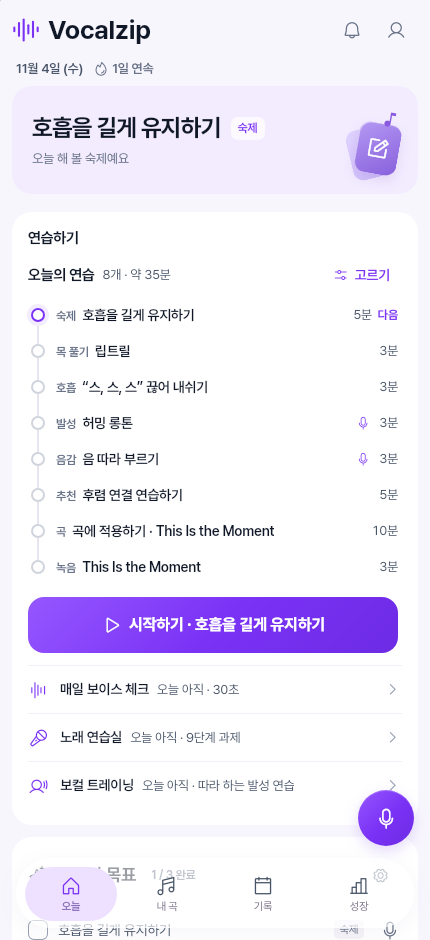 Vocalzip
11월 4일 (수) 1일 연속
호흡을 길게 유지하기 숙제
오늘 해 볼 숙제예요
연습하기
오늘의 연습 8개 · 약 35분 고르기
숙제 호흡을 길게 유지하기 5분 다음
목 풀기 립트릴 3분
호흡 “스, 스, 스” 끊어 내쉬기 3분
발성 허밍 롱톤 3분
음감 음 따라 부르기 3분
추천 후렴 연결 연습하기 5분
곡 곡에 적용하기 · This Is the Moment 10분
녹음 This Is the Moment 3분
시작하기 · 호흡을 길게 유지하기
매일 보이스 체크 오늘 아직 · 30초
노래 연습실 오늘 아직 · 9단계 과제
보컬 트레이닝 오늘 아직 · 따라 하는 발성 연습
목표 1 / 3 완료
오늘 내 곡 기록 성장
호흡을 길게 유지하기 숙제